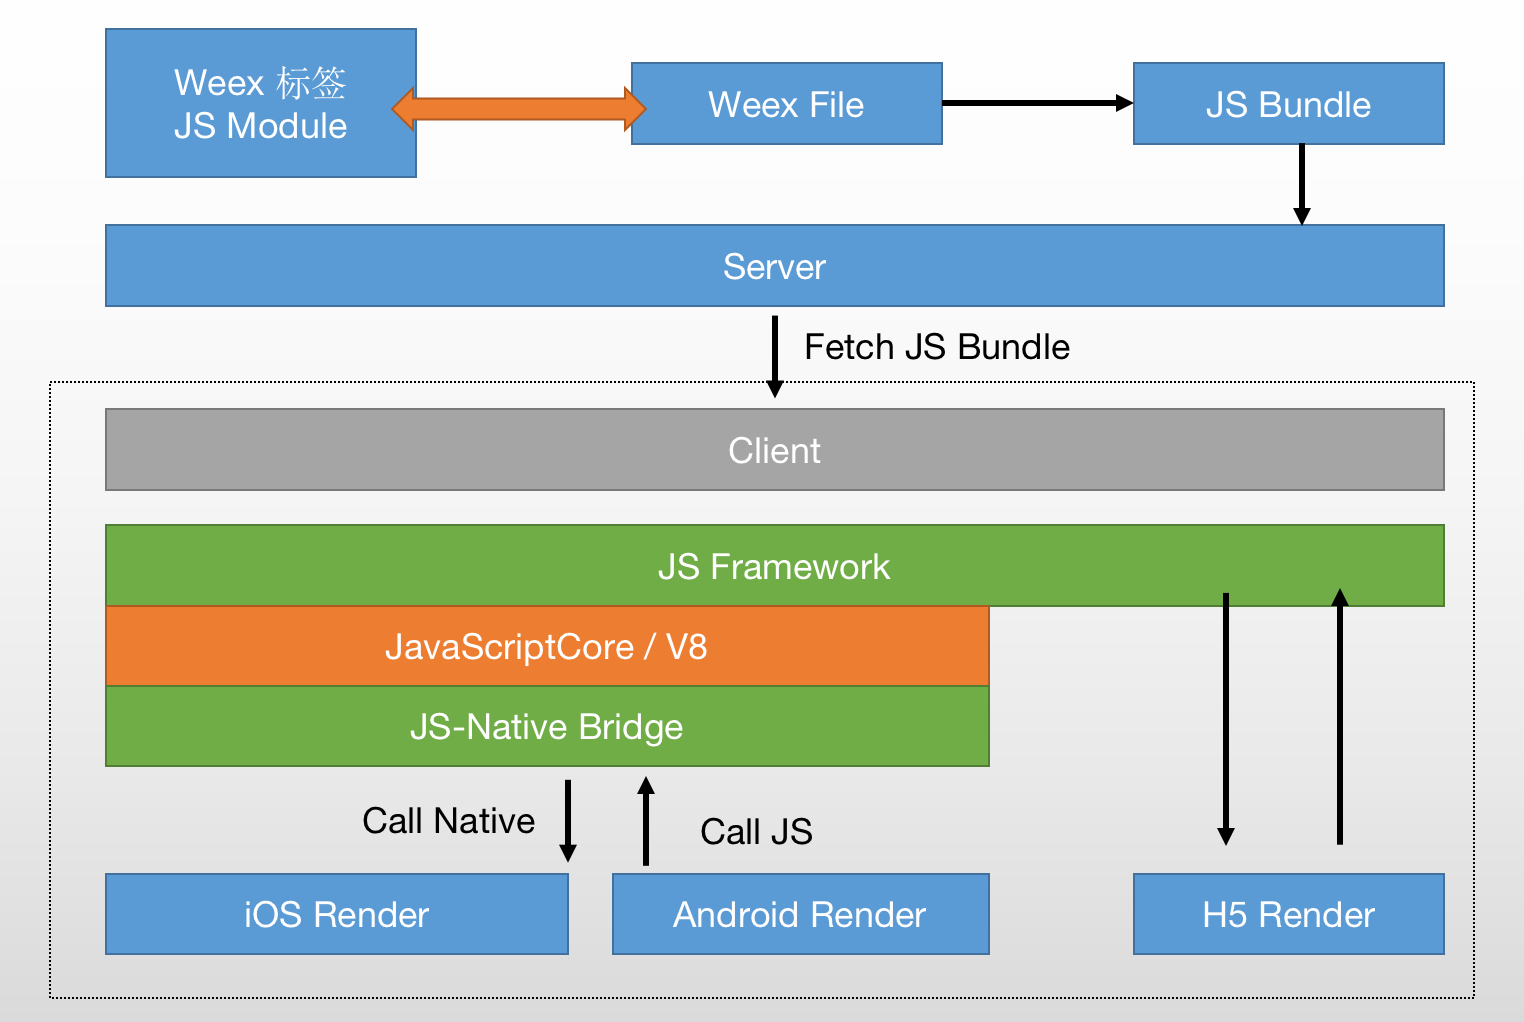 Weex 标签
JS Module
Weex File
JS Bundle
Server
Fetch JS Bundle
Client
JS Framework
JavaScriptCore / V8
JS-Native Bridge
Call Native
Call JS
iOS Render
Android Render
H5 Render